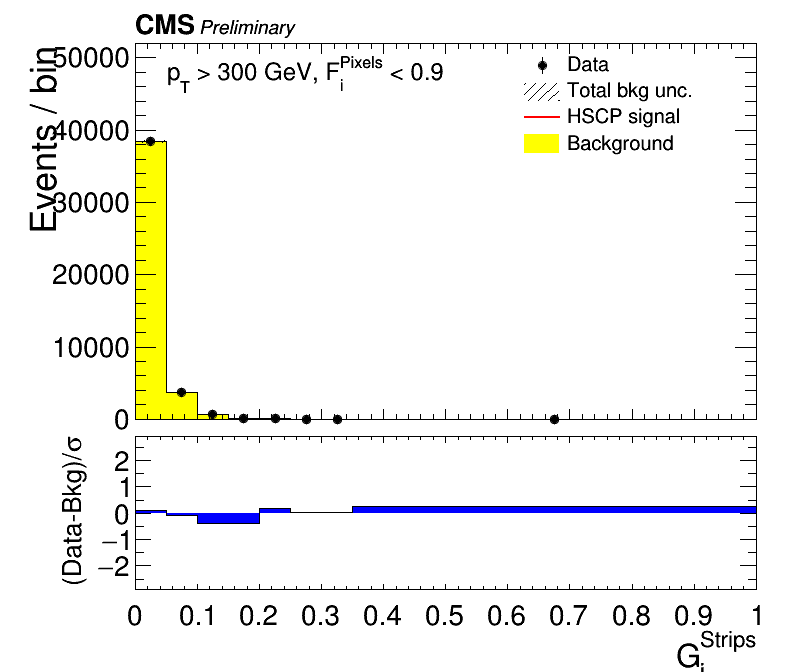 CMS Preliminary
Events / bin
50000
40000
30000
20000
10000
0
p_T > 300 GeV, F_i^Pixels < 0.9
Data
Total bkg unc.
HSCP signal
Background
(Data-Bkg)/σ
2
1
0
−1
−2
0 0.1 0.2 0.3 0.4 0.5 0.6 0.7 0.8 0.9 1
G_i^Strips